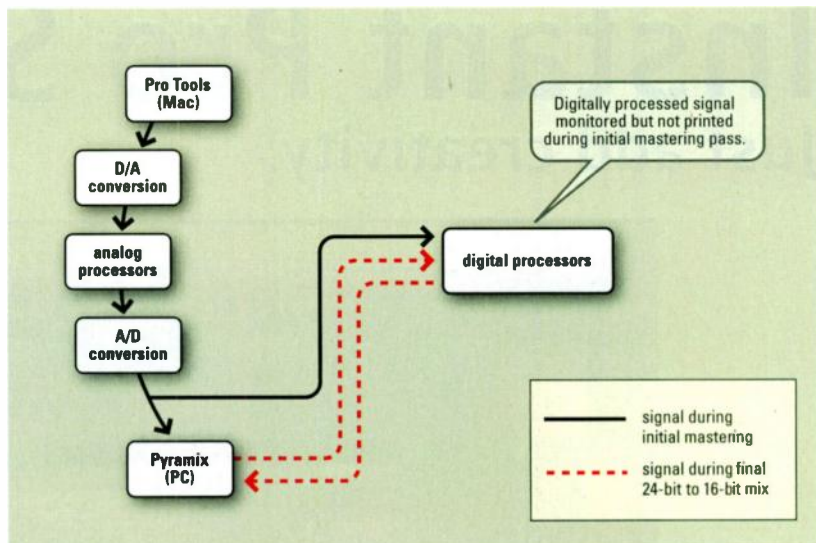 Pro Tools
(Mac)
D/A
conversion
analog
processors
A/D
conversion
Pyramix
(PC)
Digitally processed signal
monitored but not printed
during initial mastering pass.
digital processors
signal during
initial mastering
signal during final
24-bit to 16-bit mix